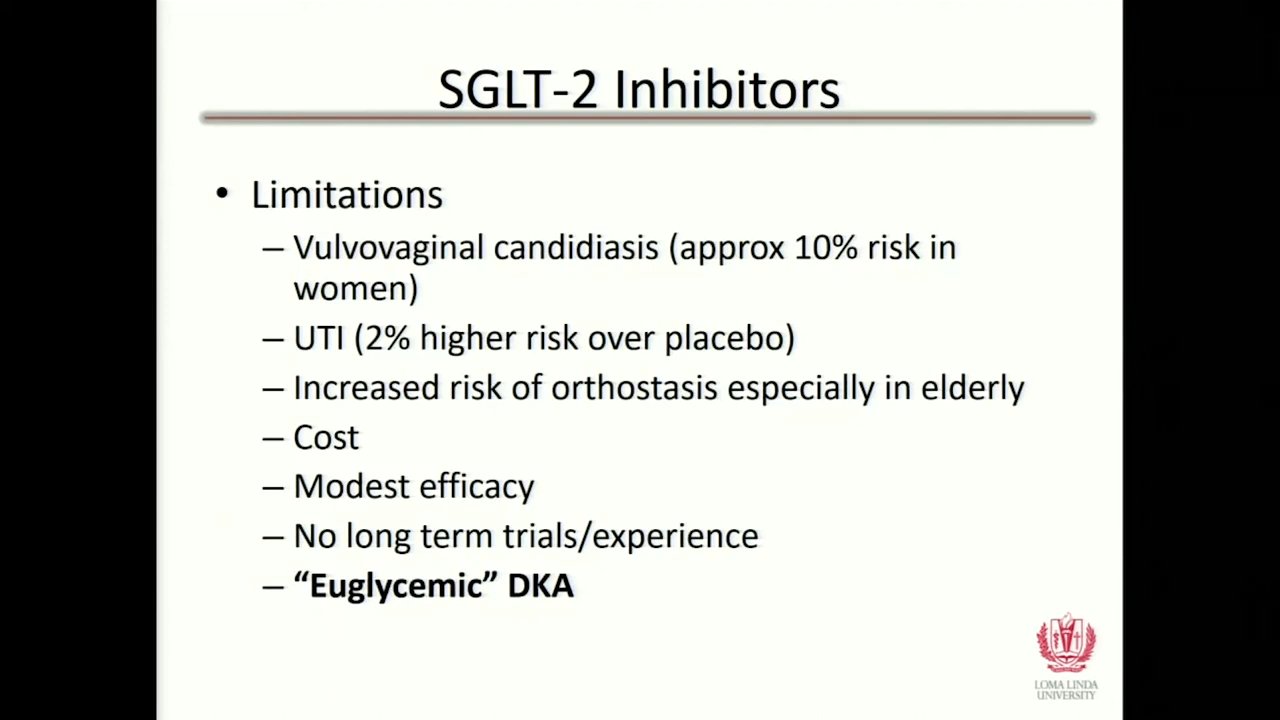 SGLT-2 Inhibitors
• Limitations
– Vulvovaginal candidiasis (approx 10% risk in
women)
– UTI (2% higher risk over placebo)
– Increased risk of orthostasis especially in elderly
– Cost
– Modest efficacy
– No long term trials/experience
– “Euglycemic” DKA
LOMA LINDA
UNIVERSITY